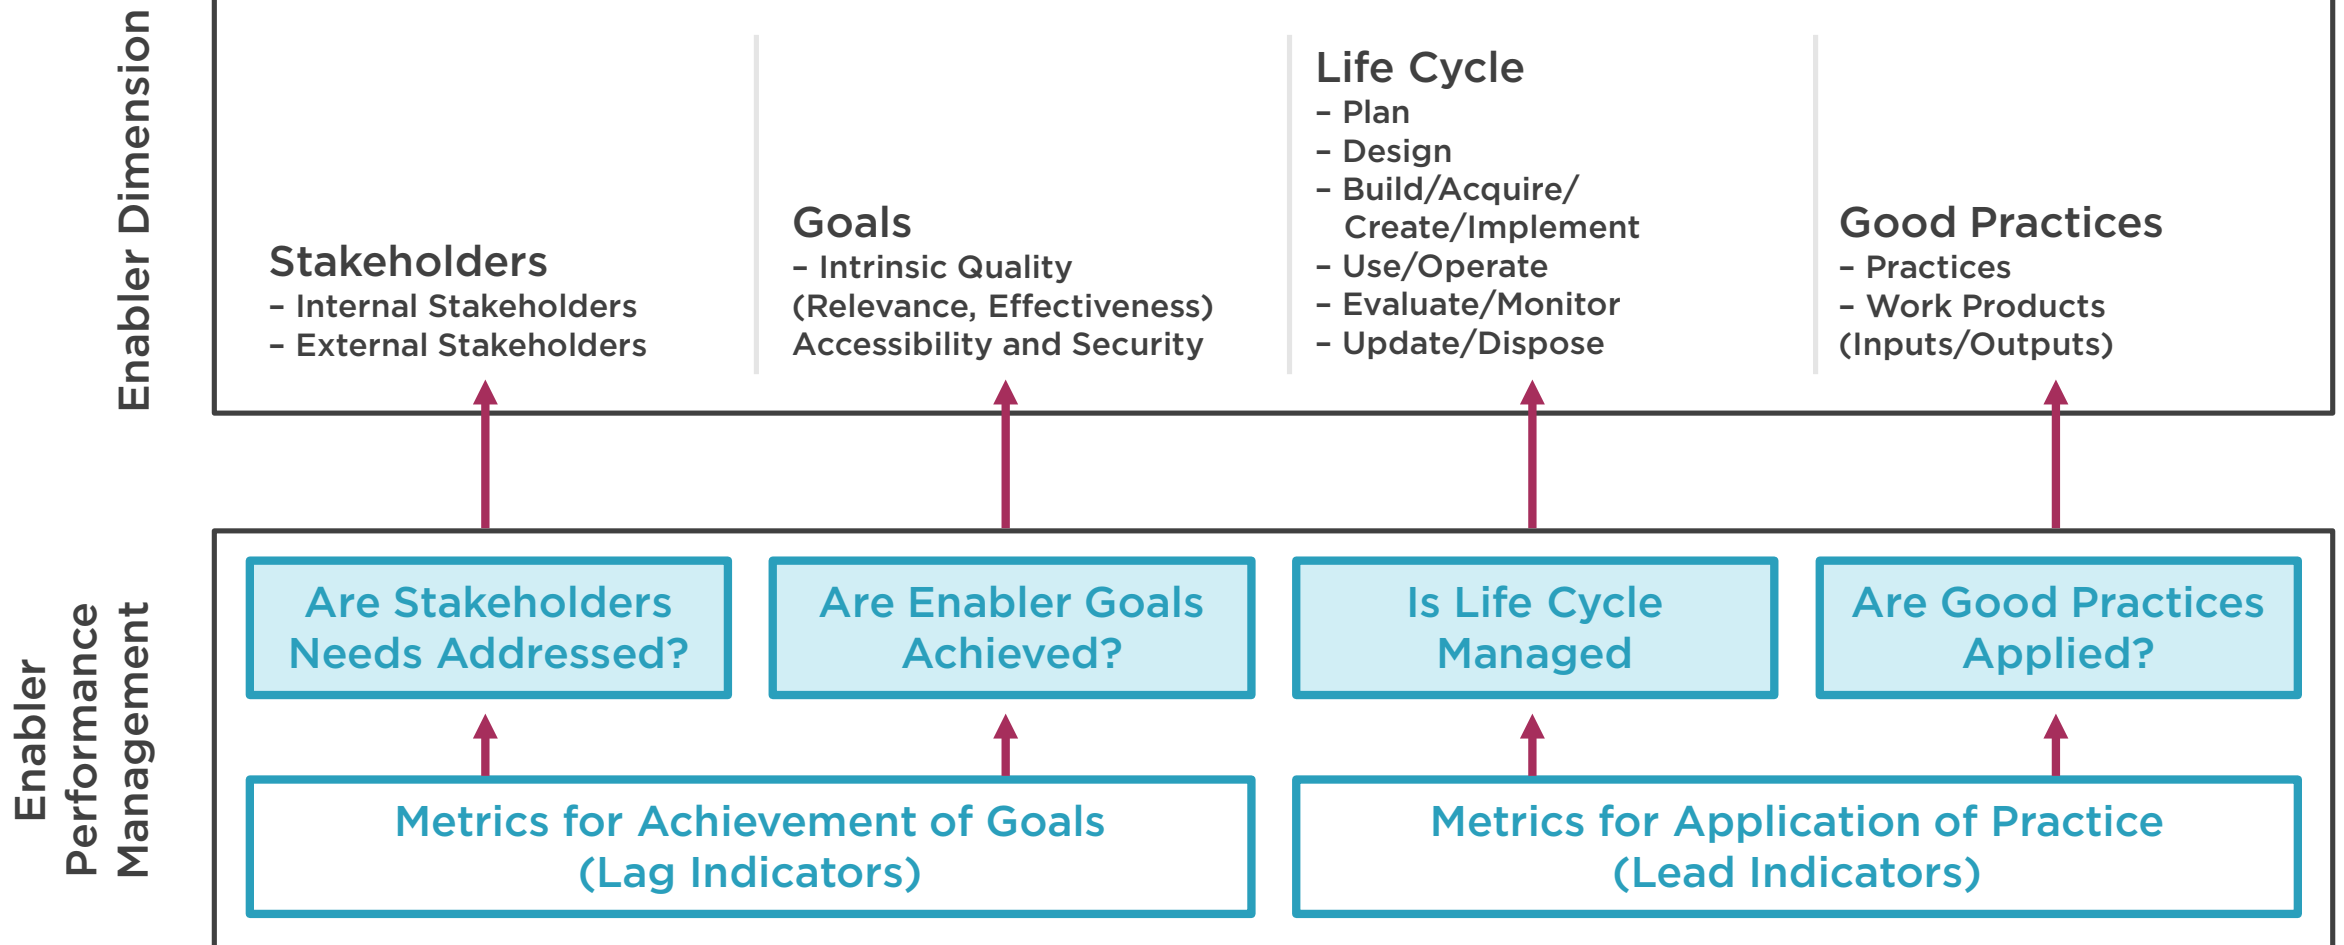 Enabler Dimension
Stakeholders
– Internal Stakeholders
– External Stakeholders
Goals
– Intrinsic Quality
(Relevance, Effectiveness)
Accessibility and Security
Life Cycle
– Plan
– Design
– Build/Acquire/
Create/Implement
– Use/Operate
– Evaluate/Monitor
– Update/Dispose
Good Practices
– Practices
– Work Products
(Inputs/Outputs)
Enabler
Performance
Management
Are Stakeholders
Needs Addressed?
Are Enabler Goals
Achieved?
Is Life Cycle
Managed
Are Good Practices
Applied?
Metrics for Achievement of Goals
(Lag Indicators)
Metrics for Application of Practice
(Lead Indicators)